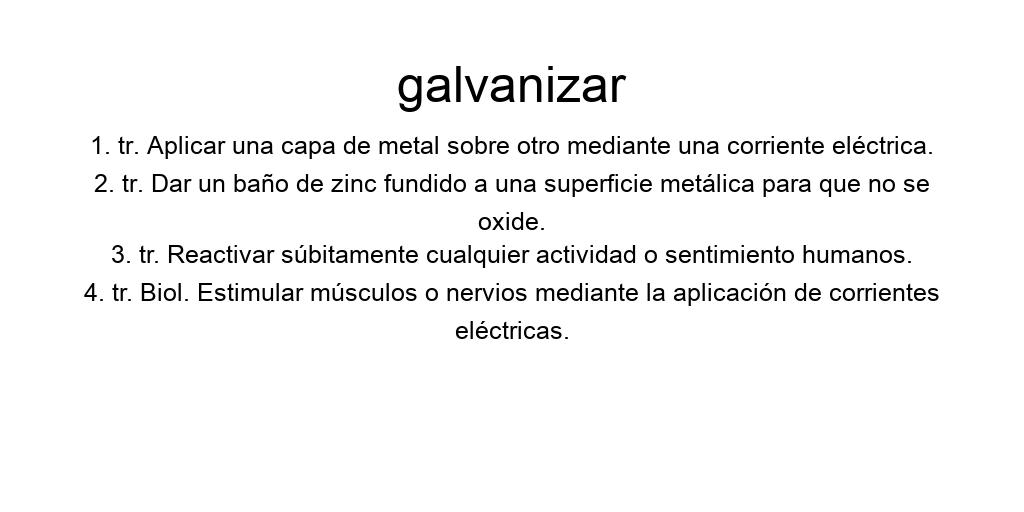 galvanizar
1. tr. Aplicar una capa de metal sobre otro mediante una corriente eléctrica.
2. tr. Dar un baño de zinc fundido a una superficie metálica para que no se
oxide.
3. tr. Reactivar súbitamente cualquier actividad o sentimiento humanos.
4. tr. Biol. Estimular músculos o nervios mediante la aplicación de corrientes
eléctricas.